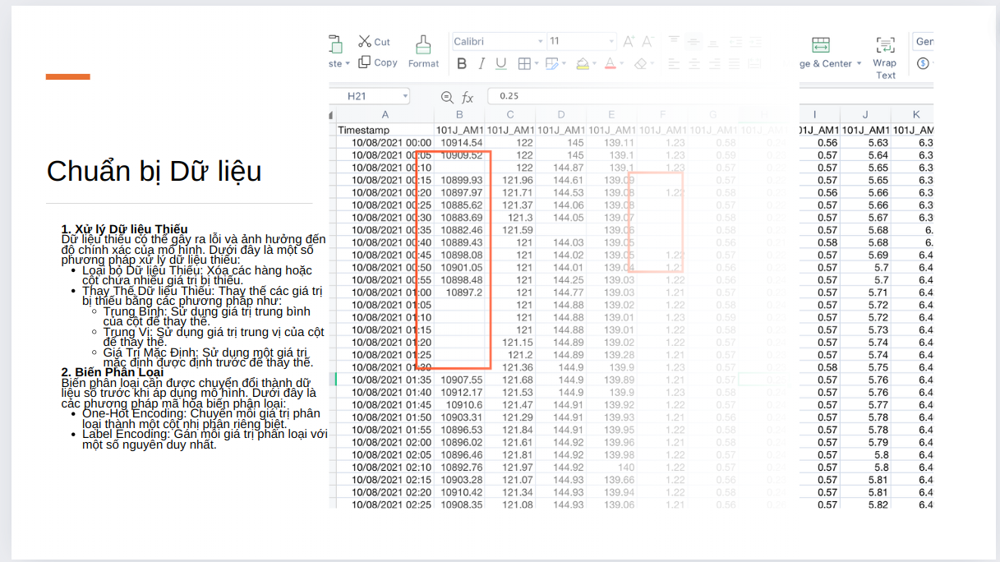 Chuẩn bị Dữ liệu
1. Xử lý Dữ liệu Thiếu
Dữ liệu thiếu có thể gây ra lỗi và ảnh hưởng đến
độ chính xác của mô hình. Dưới đây là một số
phương pháp xử lý dữ liệu thiếu:
Loại bỏ Dữ liệu Thiếu: Xóa các hàng hoặc
cột chứa nhiều giá trị bị thiếu.
Thay Thế Dữ liệu Thiếu: Thay thế các giá trị
bị thiếu bằng các phương pháp như:
Trung Bình: Sử dụng giá trị trung bình
của cột để thay thế.
Trung Vị: Sử dụng giá trị trung vị của cột
để thay thế.
Giá Trị Mặc Định: Sử dụng một giá trị
mặc định được định trước để thay thế.
2. Biến Phân Loại
Biến phân loại cần được chuyển đổi thành dữ
liệu số trước khi áp dụng mô hình. Dưới đây là
các phương pháp mã hóa biến phân loại:
One-Hot Encoding: Chuyển mỗi giá trị phân
loại thành một cột nhị phân riêng biệt.
Label Encoding: Gán mỗi giá trị phân loại với
một số nguyên duy nhất.
Cut Calibri 11 Gen
ste Copy Format B I U A ge & Center Wrap
Text
H21 fx 0.25
A B C D E F G H I J K
Timestamp 101J_AM1 101J_AM1 101J_AM1 101J_AM1 101J_AM1 101J_AM1 101J_AM1 101J_AM1
10/08/2021 00:00 10914.54 122 145 139.11 1.23 0.58 0.56 5.63 6.3
10/08/2021 00:05 10909.52 122 145 139.1 1.23 0.59 0.57 5.64 6.3
10/08/2021 00:10 122 144.87 139.1 1.23 0.57 0.57 5.65 6.3
10/08/2021 00:15 10899.93 121.96 144.61 139.09 0.57 0.57 5.65 6.3
10/08/2021 00:20 10897.97 121.71 144.53 139.08 1.22 0.58 0.56 5.66 6.3
10/08/2021 00:25 10885.62 121.37 144.06 139.08 0.57 0.57 5.66 6.3
10/08/2021 00:30 10883.69 121.3 144.05 139.07 0.58 0.57 5.67 6.3
10/08/2021 00:35 10882.46 121.59 139.06 0.58 0.57 5.68 6.
10/08/2021 00:40 10889.43 121 144.03 139.05 0.56 0.58 5.68 6.
10/08/2021 00:45 10898.08 121 144.02 139.05 1.22 0.57 0.57 5.69 6.4
10/08/2021 00:50 10901.05 121 144.01 139.04 1.23 0.56 0.57 5.7 6.4
10/08/2021 00:55 10898.48 121 144.25 139.03 1.22 0.56 0.57 5.7 6.4
10/08/2021 01:00 10897.2 121 144.77 139.03 1.21 0.57 0.57 5.71 6.4
10/08/2021 01:05 121 144.88 139.02 1.22 0.58 0.57 5.72 6.4
10/08/2021 01:10 121 144.88 139.01 1.23 0.58 0.57 5.72 6.4
10/08/2021 01:15 121 144.88 139.01 1.22 0.58 0.57 5.73 6.4
10/08/2021 01:20 121.15 144.89 139.02 1.22 0.57 0.57 5.74 6.4
10/08/2021 01:25 121.2 144.89 139.28 1.21 0.57 0.57 5.74 6.4
10/08/2021 01:30 121.36 144.9 139.9 1.23 0.57 0.58 5.75 6.4
10/08/2021 01:35 10907.55 121.68 144.9 139.89 1.21 0.57 0.57 5.76 6.4
10/08/2021 01:40 10912.17 121.53 144.9 139.9 1.23 0.58 0.57 5.76 6.4
10/08/2021 01:45 10910.6 121.47 144.91 139.92 1.22 0.57 0.57 5.77 6.4
10/08/2021 01:50 10903.31 121.29 144.91 139.93 1.21 0.56 0.57 5.78 6.4
10/08/2021 01:55 10896.53 121.84 144.91 139.95 1.22 0.58 0.57 5.78 6.4
10/08/2021 02:00 10896.02 121.61 144.92 139.96 1.21 0.58 0.57 5.79 6.4
10/08/2021 02:05 10896.46 121.81 144.92 139.98 1.22 0.57 0.57 5.8 6.4
10/08/2021 02:10 10892.76 121.97 144.92 140 1.22 0.57 0.57 5.8 6.4
10/08/2021 02:15 10903.28 121.07 144.93 139.66 1.22 0.56 0.57 5.81 6.4
10/08/2021 02:20 10910.42 121.34 144.93 139.94 1.22 0.58 0.57 5.81 6.4
10/08/2021 02:25 10908.35 121.08 144.93 139.06 1.21 0.56 0.57 5.82 6.4